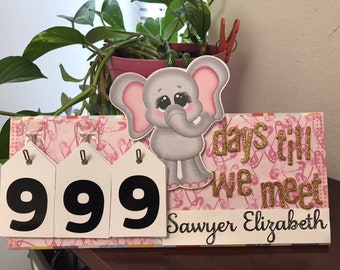 999
days till
we meet
Sawyer Elizabeth